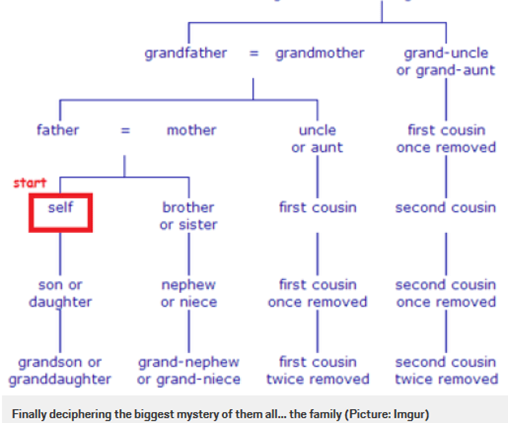 grandfather = grandmother grand-uncle
or grand-aunt
father = mother uncle first cousin
or aunt once removed
start
self brother first cousin second cousin
or sister
son or nephew first cousin second cousin
daughter or niece once removed once removed
grandson or grand-nephew first cousin second cousin
granddaughter or grand-niece twice removed twice removed
Finally deciphering the biggest mystery of them all... the family (Picture: Imgur)